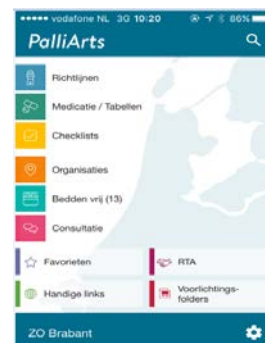 vodafone NL 3G 10:20 86%
PalliArts
Richtlijnen
Medicatie / Tabellen
Checklists
Organisaties
Bedden vrij (13)
Consultatie
Favorieten
RTA
Handige links
Voorlichtings-
folders
ZO Brabant